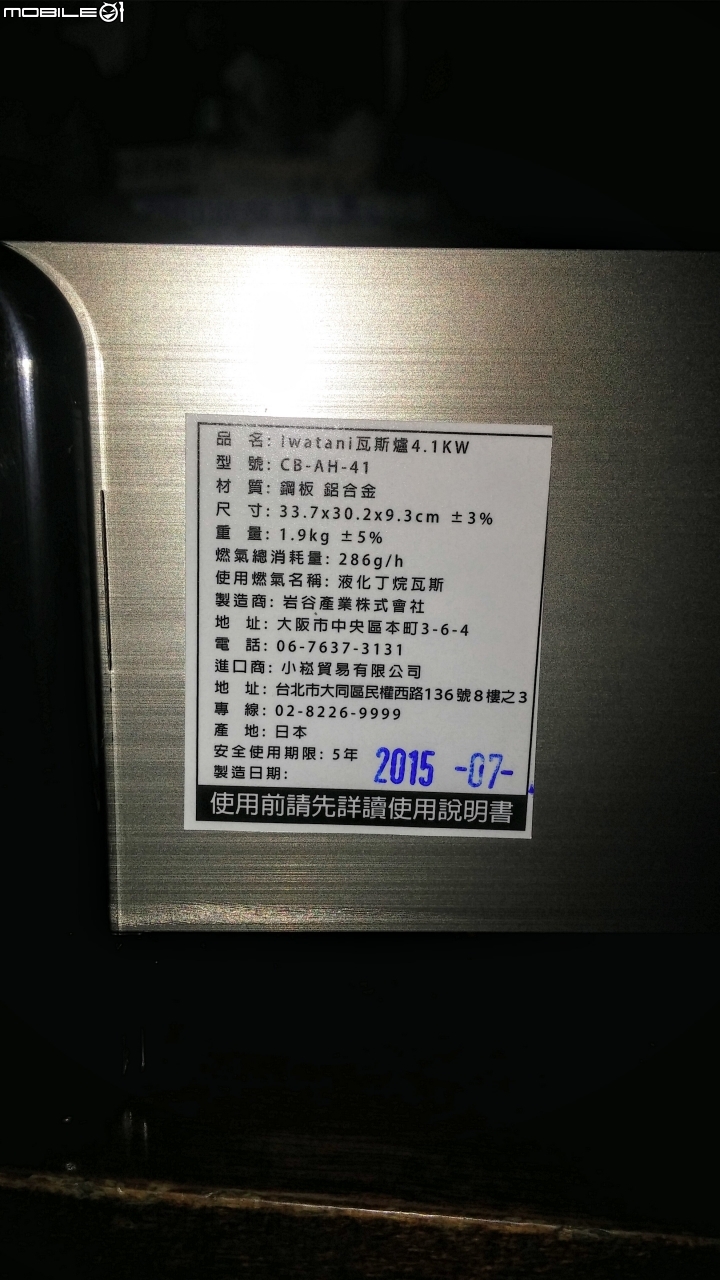 MOBILE01
品 名: Iwatani瓦斯爐4.1KW
型 號: CB-AH-41
材 質: 鋼板 鋁合金
尺 寸: 33.7x30.2x9.3cm ±3%
重 量: 1.9kg ±5%
燃氣總消耗量: 286g/h
使用燃氣名稱: 液化丁烷瓦斯
製造商: 岩谷產業株式會社
地 址: 大阪市中央區本町3-6-4
電 話: 06-7637-3131
進口商: 小崧貿易有限公司
地 址: 台北市大同區民權西路136號8樓之3
專 線: 02-8226-9999
產 地: 日本
安全使用期限: 5年
製造日期: 2015 -07-
使用前請先詳讀使用說明書